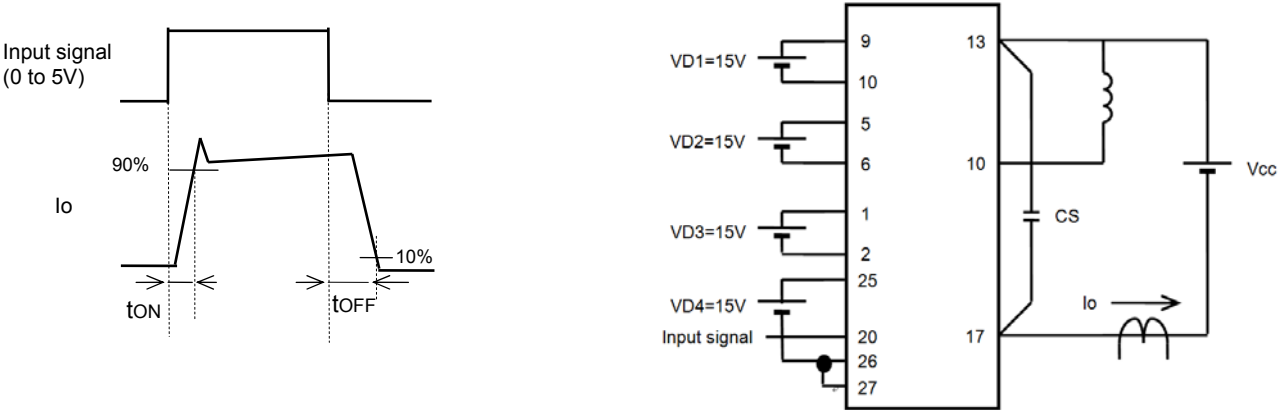 Input signal
(0 to 5V)
90%
Io
10%
tON
tOFF
VD1=15V
9
10
VD2=15V
5
6
VD3=15V
1
2
VD4=15V
25
Input signal
20
26
27
13
10
17
CS
Vcc
Io